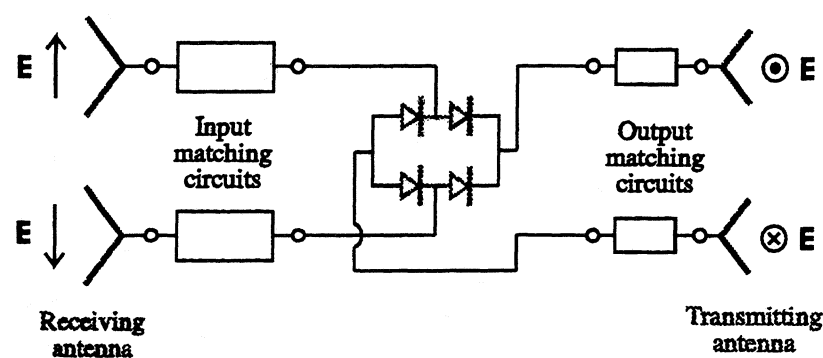 E
E
Input
matching
circuits
Output
matching
circuits
E
E
Receiving
antenna
Transmitting
antenna